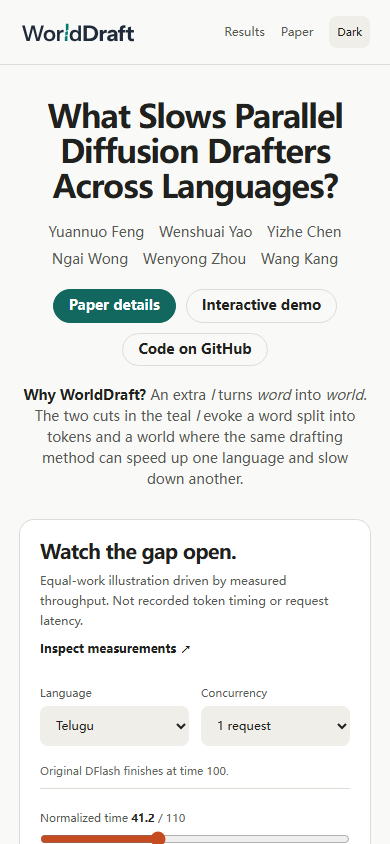 WorldDraft
Results Paper Dark
What Slows Parallel
Diffusion Drafters
Across Languages?
Yuannuo Feng Wenshuai Yao Yizhe Chen
Ngai Wong Wenyong Zhou Wang Kang
Paper details Interactive demo
Code on GitHub
Why WorldDraft? An extra l turns word into world.
The two cuts in the teal l evoke a word split into
tokens and a world where the same drafting
method can speed up one language and slow
down another.
Watch the gap open.
Equal-work illustration driven by measured
throughput. Not recorded token timing or request
latency.
Inspect measurements ↗
Language Concurrency
Telugu 1 request
Original DFlash finishes at time 100.
Normalized time 41.2 / 110